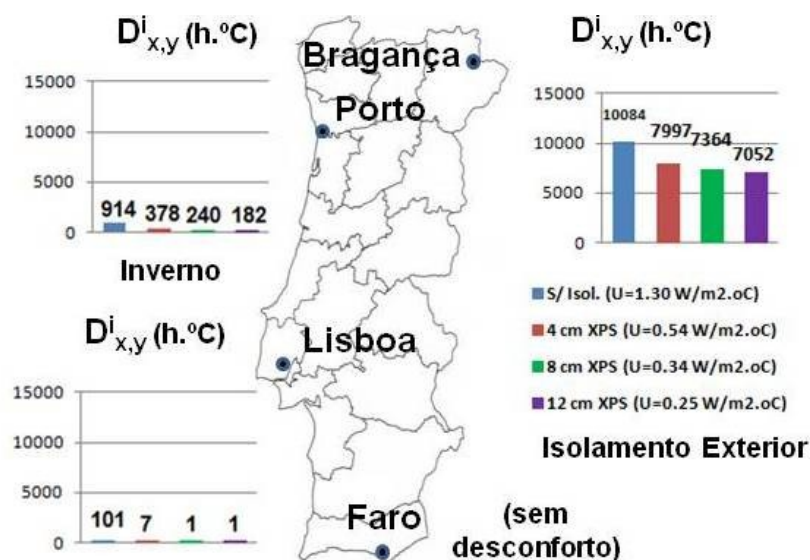 Dⁱx,y (h.ºC)
15000
10000
5000
0
914
378
240
182
Inverno
Dⁱx,y (h.ºC)
15000
10000
5000
0
101
7
1
1
Bragança
Porto
Lisboa
Faro
(sem
desconforto)
Dⁱx,y (h.ºC)
15000
10000
5000
0
10084
7997
7364
7052
S/ Isol. (U=1.30 W/m2.oC)
4 cm XPS (U=0.54 W/m2.oC)
8 cm XPS (U=0.34 W/m2.oC)
12 cm XPS (U=0.25 W/m2.oC)
Isolamento Exterior